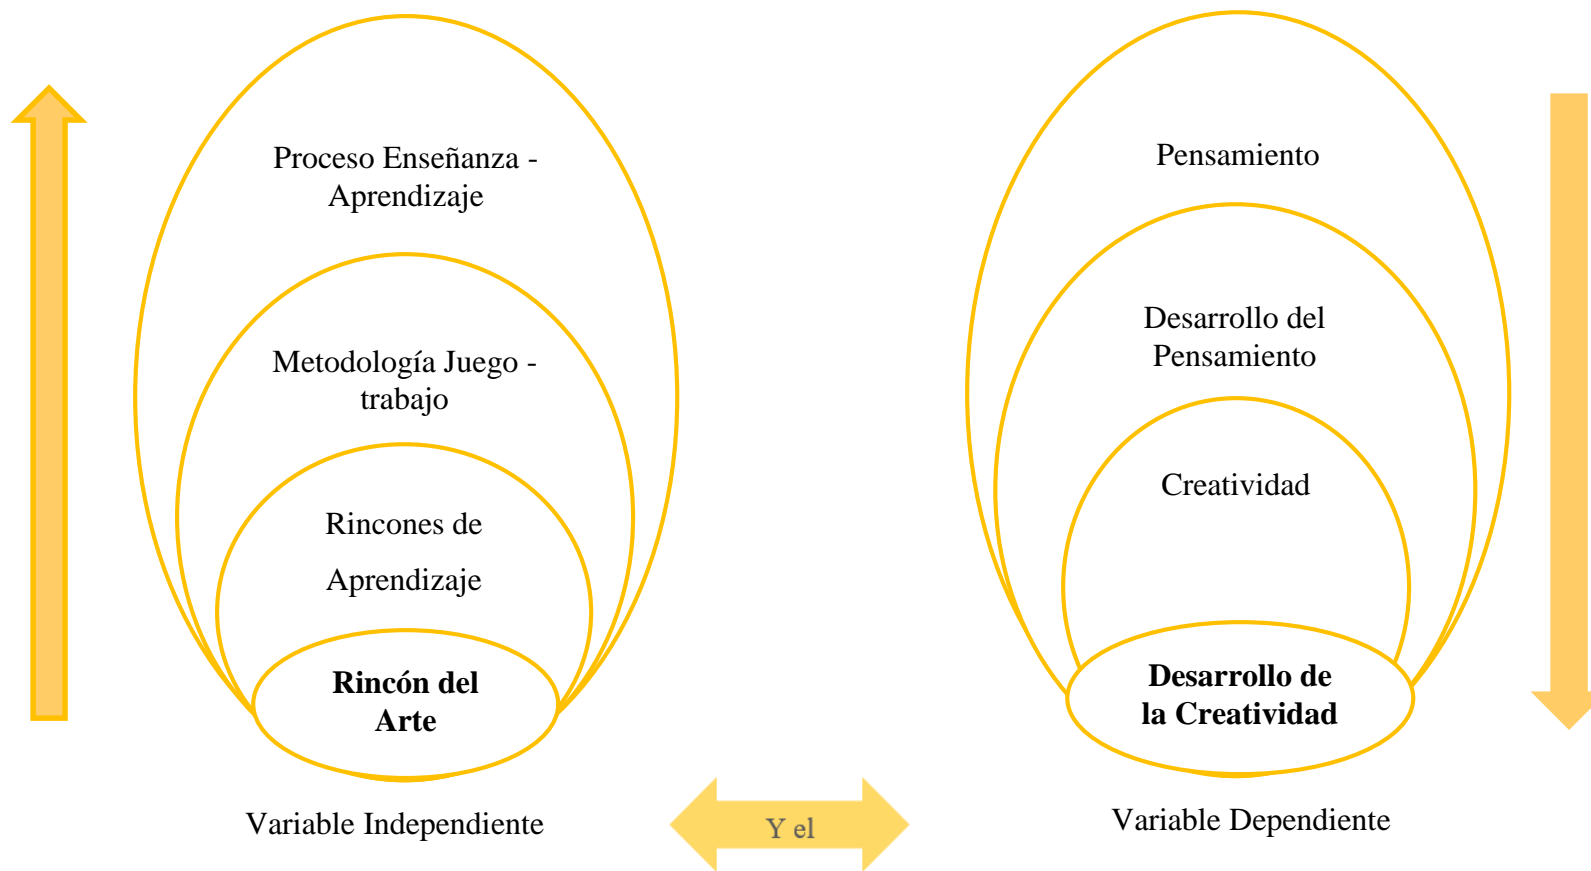 Proceso Enseñanza -
Aprendizaje
Metodología Juego -
trabajo
Rincones de
Aprendizaje
Rincón del
Arte
Variable Independiente
Y el
Pensamiento
Desarrollo del
Pensamiento
Creatividad
Desarrollo de
la Creatividad
Variable Dependiente